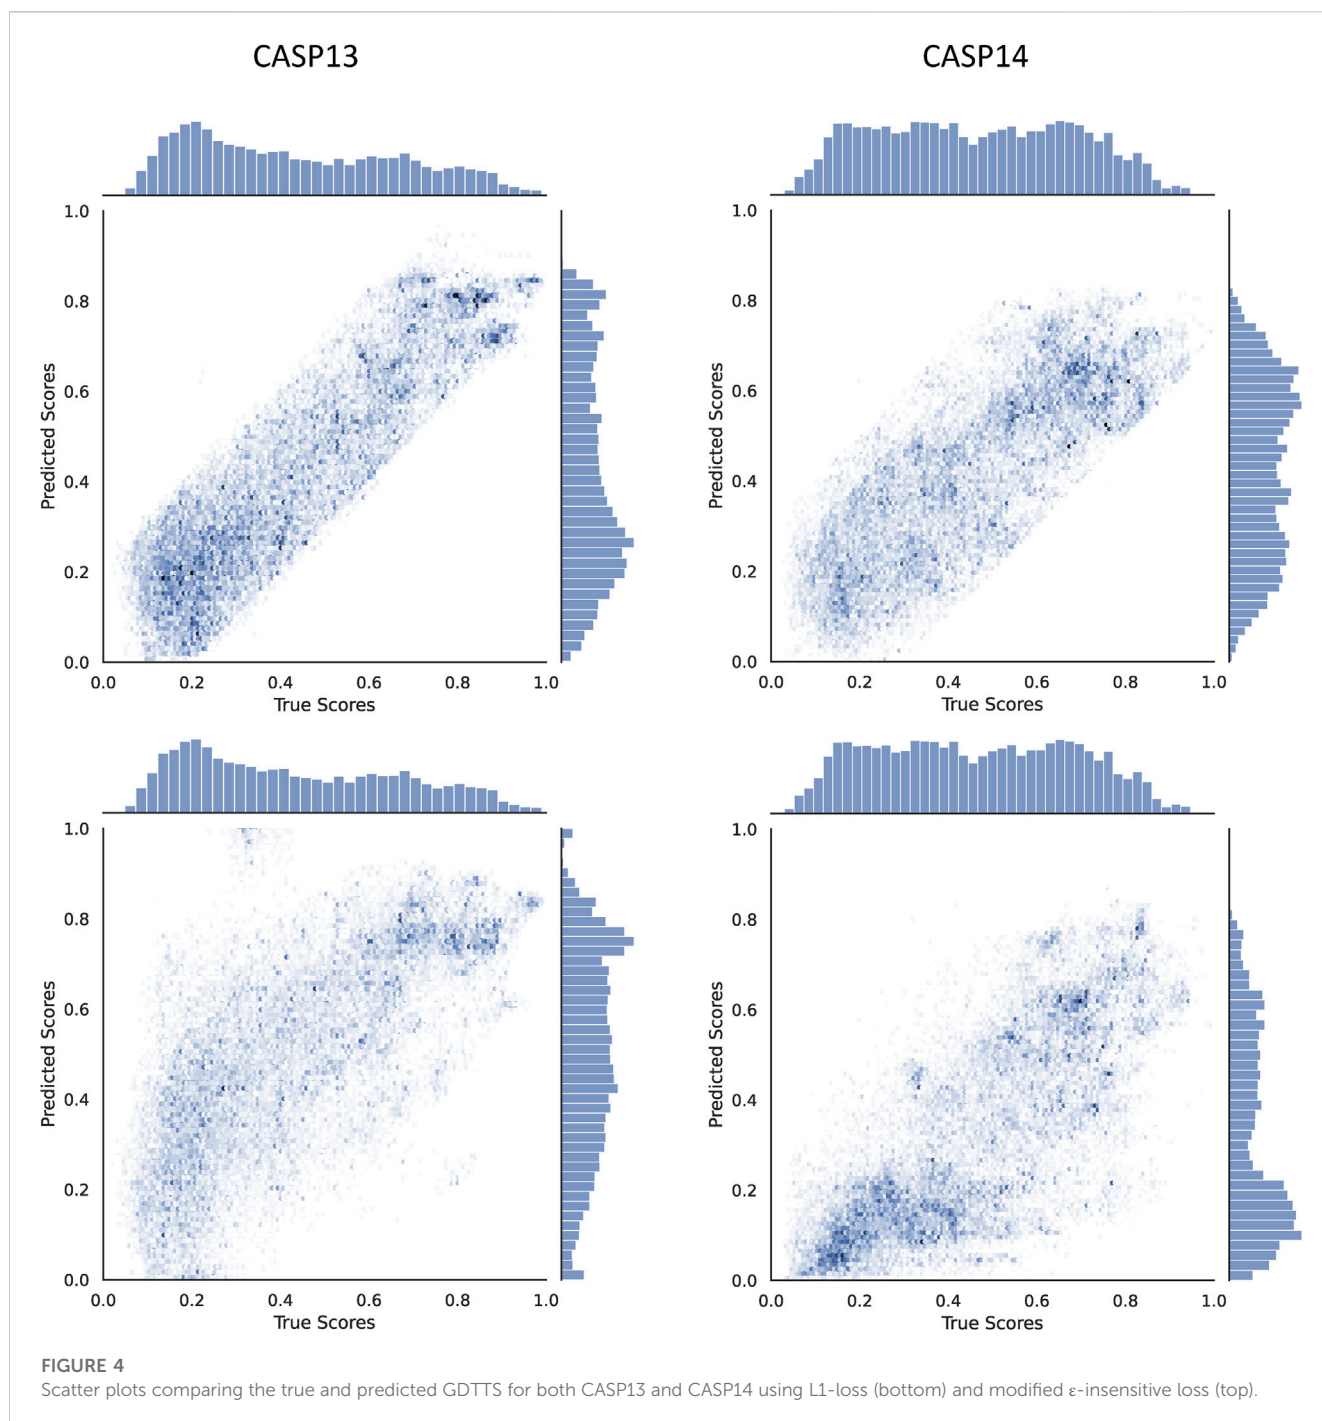 CASP13
CASP14
1.0
0.8
0.6
0.4
0.2
0.0
Predicted Scores
0.0 0.2 0.4 0.6 0.8 1.0
True Scores
1.0
0.8
0.6
0.4
0.2
0.0
Predicted Scores
0.0 0.2 0.4 0.6 0.8 1.0
True Scores
1.0
0.8
0.6
0.4
0.2
0.0
Predicted Scores
0.0 0.2 0.4 0.6 0.8 1.0
True Scores
1.0
0.8
0.6
0.4
0.2
0.0
Predicted Scores
0.0 0.2 0.4 0.6 0.8 1.0
True Scores
FIGURE 4
Scatter plots comparing the true and predicted GDTTS for both CASP13 and CASP14 using L1-loss (bottom) and modified ε-insensitive loss (top).